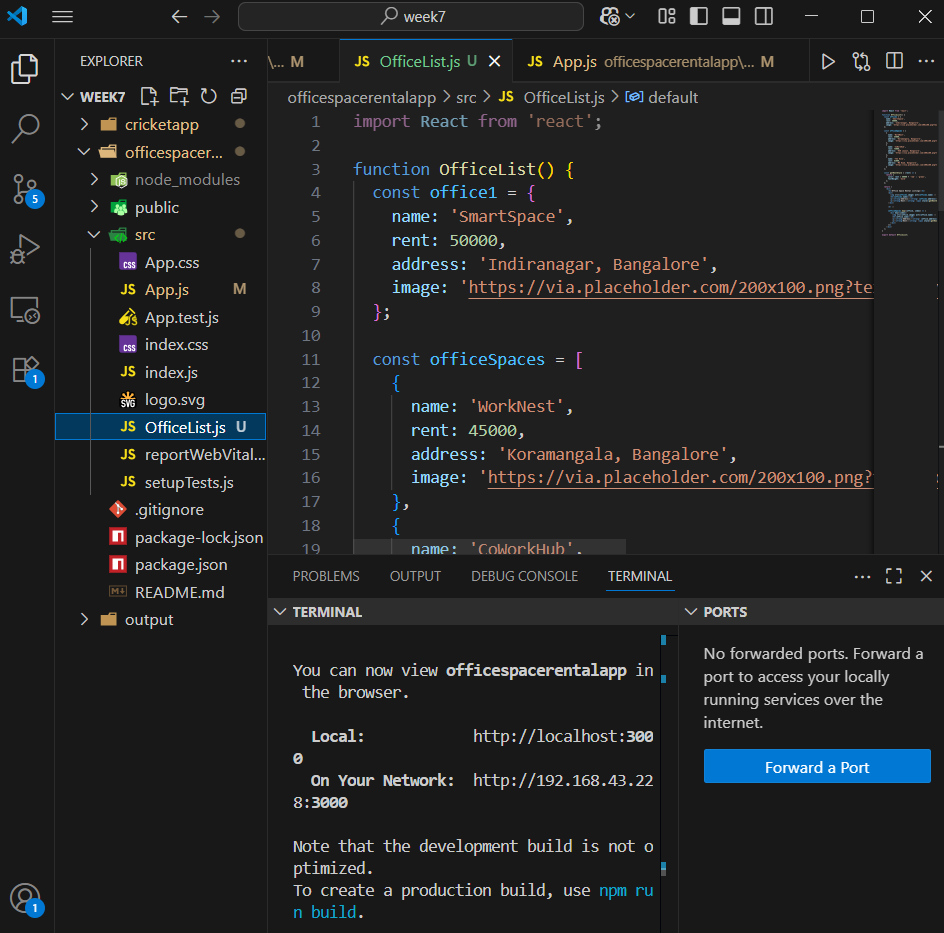 week7
EXPLORER
WEEK7
cricketapp
officespacer...
node_modules
public
src
App.css
App.js M
App.test.js
index.css
index.js
logo.svg
OfficeList.js U
reportWebVital...
setupTests.js
.gitignore
package-lock.json
package.json
README.md
output
5
1
1
\... M
JS OfficeList.js U
JS App.js officespacerentalapp\... M
officespacerentalapp > src > JS OfficeList.js > default
1 import React from 'react';
2
3 function OfficeList() {
4 const office1 = {
5 name: 'SmartSpace',
6 rent: 50000,
7 address: 'Indiranagar, Bangalore',
8 image: 'https://via.placeholder.com/200x100.png?te
9 };
10
11 const officeSpaces = [
12 {
13 name: 'WorkNest',
14 rent: 45000,
15 address: 'Koramangala, Bangalore',
16 image: 'https://via.placeholder.com/200x100.png?
17 },
18 {
19 name: 'CoWorkHub',
PROBLEMS OUTPUT DEBUG CONSOLE TERMINAL
TERMINAL
You can now view officespacerentalapp in
the browser.
Local: http://localhost:300
0
On Your Network: http://192.168.43.22
8:3000
Note that the development build is not o
ptimized.
To create a production build, use npm ru
n build.
PORTS
No forwarded ports. Forward a
port to access your locally
running services over the
internet.
Forward a Port